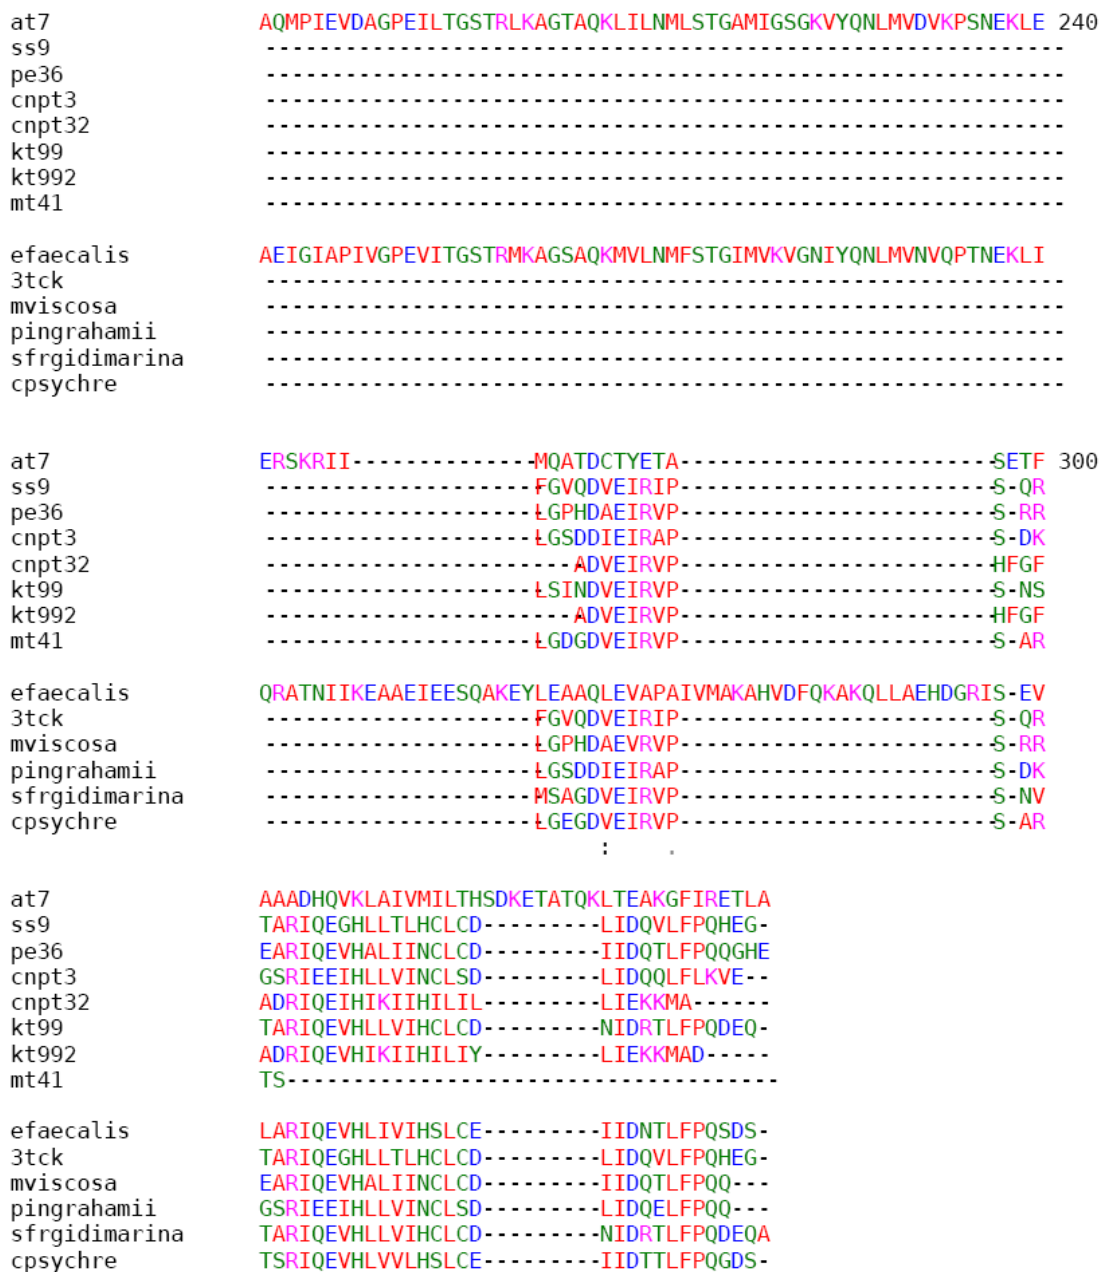 at7 AQMPIEVDAGPEILTGSTRLKAGTAQKLILNMLSTGAMIGSGKVYQNLMVDVKPSNEKLE 240
ss9 ------------------------------------------------------------
pe36 ------------------------------------------------------------
cnpt3 ------------------------------------------------------------
cnpt32 ------------------------------------------------------------
kt99 ------------------------------------------------------------
kt992 ------------------------------------------------------------
mt41 ------------------------------------------------------------
efaecalis AEIGIAPIVGPEVITGSTRMKAGSAQKMVLNMFSTGIMVKVGNIYQNLMVNVQPTNEKLI
3tck ------------------------------------------------------------
mviscosa ------------------------------------------------------------
pingrahamii ------------------------------------------------------------
sfrgidimarina ------------------------------------------------------------
cpsychre ------------------------------------------------------------
at7 ERSKRII--------------MQATDCTYETA------------------------SETF 300
ss9 ---------------------FGVQDVEIRIP------------------------S-QR
pe36 ---------------------LGPHDAEIRVP------------------------S-RR
cnpt3 ---------------------LGSDDIEIRAP------------------------S-DK
cnpt32 ------------------------ADVEIRVP------------------------HFGF
kt99 ---------------------LSINDVEIRVP------------------------S-NS
kt992 ------------------------ADVEIRVP------------------------HFGF
mt41 ---------------------LGDGDVEIRVP------------------------S-AR
efaecalis QRATNIIKEAAEIEESQAKEYLEAAQLEVAPAIVMAKAHVDFQKAKQLLAEHDGRIS-EV
3tck ---------------------FGVQDVEIRIP------------------------S-QR
mviscosa ---------------------LGPHDAEVRVP------------------------S-RR
pingrahamii ---------------------LGSDDIEIRAP------------------------S-DK
sfrgidimarina ---------------------MSAGDVEIRVP------------------------S-NV
cpsychre ---------------------LGEGDVEIRVP------------------------S-AR
: .
at7 AAADHQVKLAIVMILTHSDKETATQKLTEAKGFIRETLA
ss9 TARIQEGHLLTLHCLCD---------LIDQVLFPQHEG-
pe36 EARIQEVHALIINCLCD---------IIDQTLFPQQGHE
cnpt3 GSRIEEIHLLVINCLSD---------LIDQQLFLKVE--
cnpt32 ADRIQEIHIKIIHILIL---------LIEKKMA------
kt99 TARIQEVHLLVIHCLCD---------NIDRTLFPQDEQ-
kt992 ADRIQEVHIKIIHILIY---------LIEKKMAD-----
mt41 TS-------------------------------------
efaecalis LARIQEVHLIVIHSLCE---------IIDNTLFPQSDS-
3tck TARIQEGHLLTLHCLCD---------LIDQVLFPQHEG-
mviscosa EARIQEVHALIINCLCD---------IIDQTLFPQQ---
pingrahamii GSRIEEIHLLVINCLSD---------LIDQELFPQQ---
sfrgidimarina TARIQEVHLLVIHCLCD---------NIDRTLFPQDEQA
cpsychre TSRIQEVHLVVLHSLCE---------IIDTTLFPQGDS-